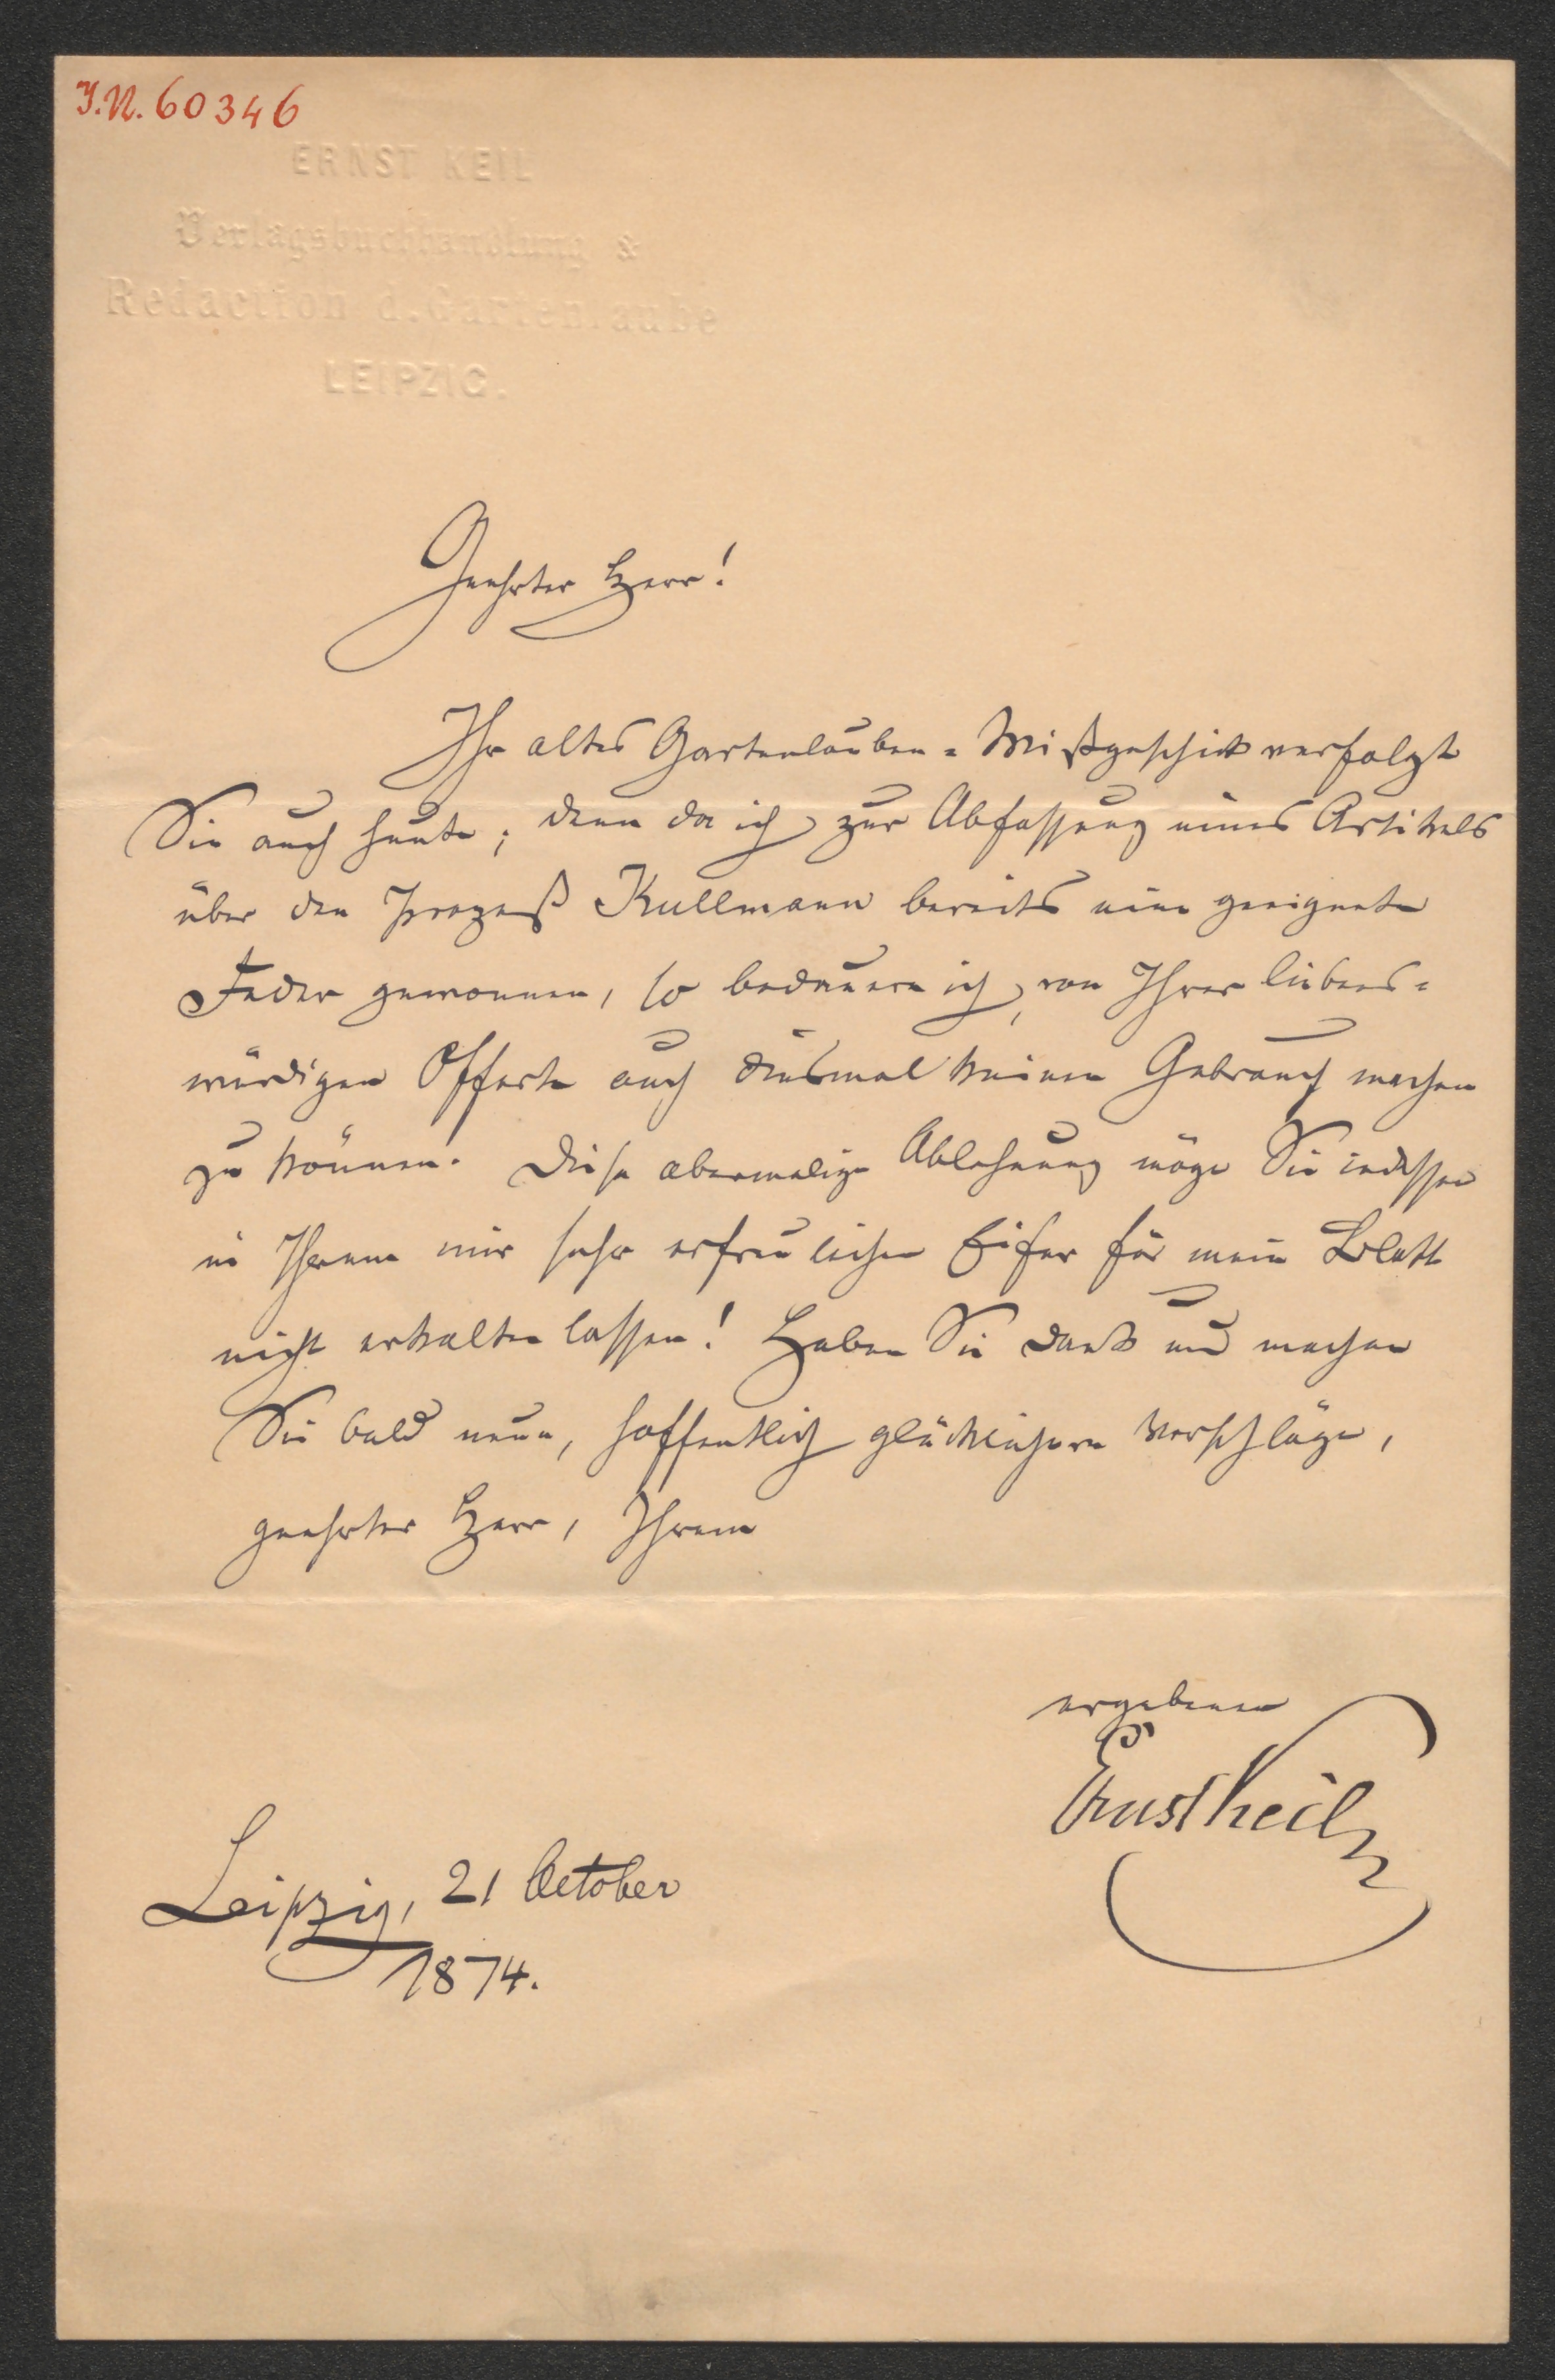 J.N. 60346
ERNST KEIL
Verlagsbuchhandlung &
Redaction d. Gartenlaube
LEIPZIG.
Geehrter Herr!
Ihr altes Gartenlauben-Mißgeschick verfolgt
Sie auch heute; denn da ich zur Abfassung eines Artikels
über den Prozeß Kullmann bereits eine geeignete
Feder gewonnen, so bedauere ich, von Ihrer liebens-
würdigen Offerte auch diesmal keinen Gebrauch machen
zu können. Diese abermalige Ablehnung möge Sie indessen
in Ihrem mir sehr erfreulichen Eifer für mein Blatt
nicht erkalten lassen! Haben Sie Dank und machen
Sie bald neue, hoffentlich glücklichere Vorschläge,
geehrter Herr, Ihrem
ergebenen
Ernst Keil
Leipzig, 21 October
1874.